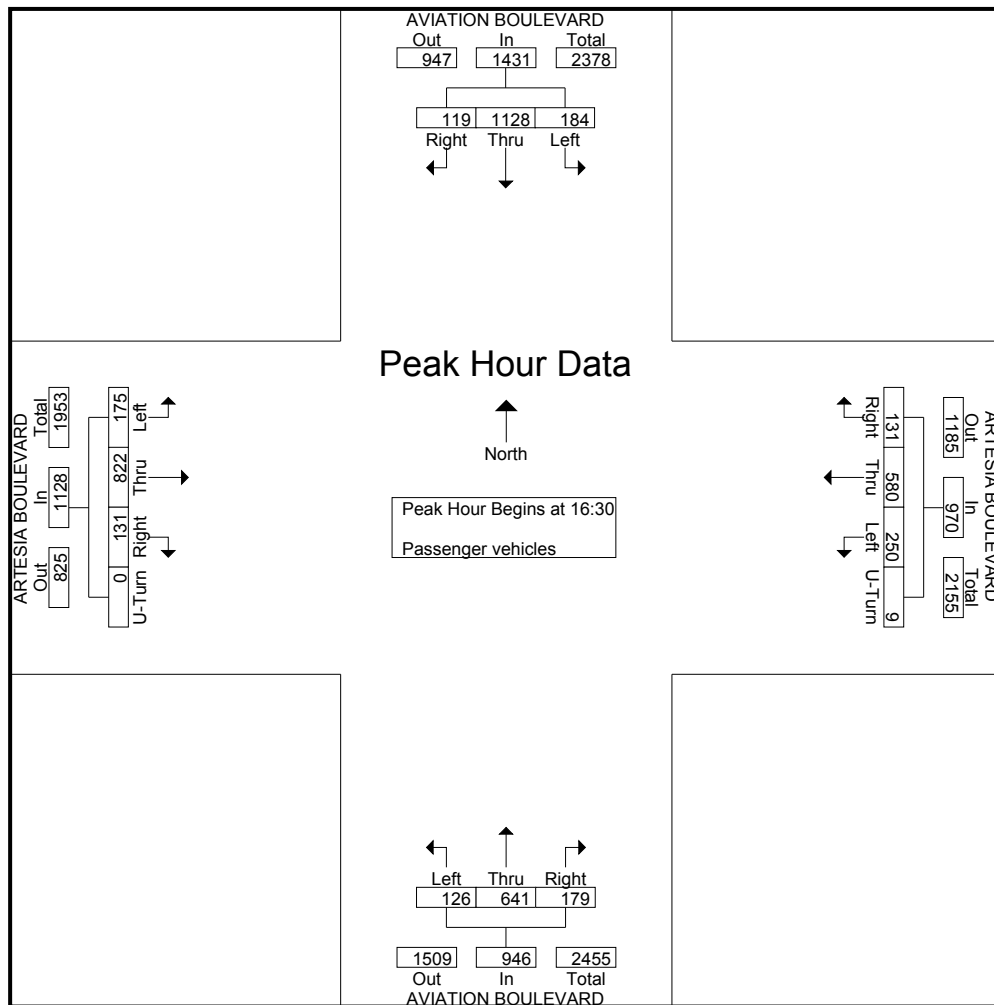 AVIATION BOULEVARD
Out In Total
947 1431 2378
119 1128 184
Right Thru Left
Peak Hour Data
North
Peak Hour Begins at 16:30
Passenger vehicles
ARTESIA BOULEVARD
Out In Total
825 1128 1953
175 822 131 0
Left Thru Right U-Turn
ARTESIA BOULEVARD
Out In Total
1185 970 2155
131 580 250 9
Right Thru Left U-Turn
Left Thru Right
126 641 179
1509 946 2455
Out In Total
AVIATION BOULEVARD